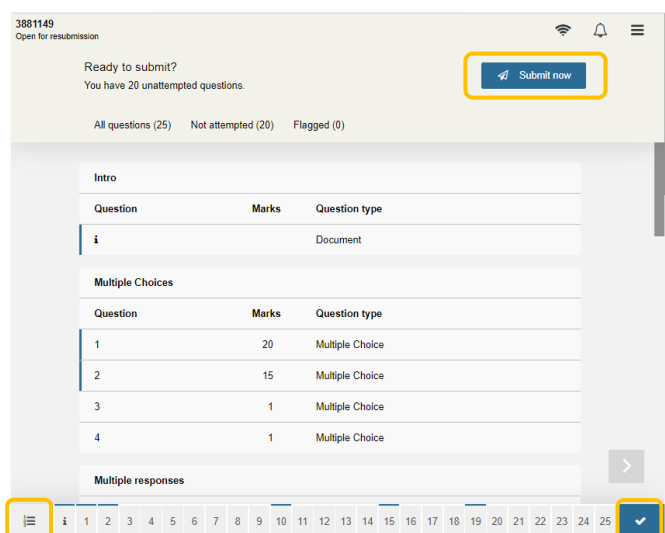 3881149
Open for resubmission
Ready to submit?
You have 20 unattempted questions.
Submit now
All questions (25) Not attempted (20) Flagged (0)
Intro
Question Marks Question type
i Document
Multiple Choices
Question Marks Question type
1 20 Multiple Choice
2 15 Multiple Choice
3 1 Multiple Choice
4 1 Multiple Choice
Multiple responses
i 1 2 3 4 5 6 7 8 9 10 11 12 13 14 15 16 17 18 19 20 21 22 23 24 25